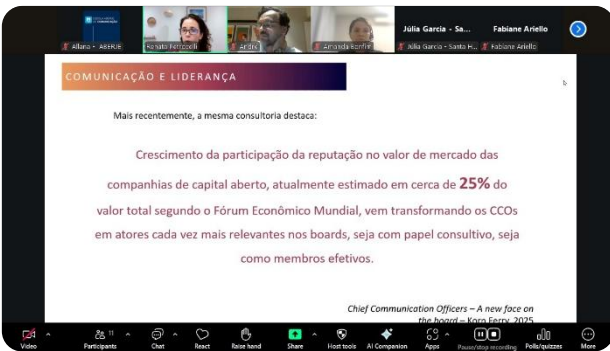 Júlia Garcia - Sa...
Fabiane Ariello
Allana - ABERJE
Renato Petrocelli
André
Amanda Bonfim
Júlia Garcia - Santa H...
Fabiane Ariello
COMUNICAÇÃO E LIDERANÇA
Mais recentemente, a mesma consultoria destaca:
Crescimento da participação da reputação no valor de mercado das
companhias de capital aberto, atualmente estimado em cerca de 25% do
valor total segundo o Fórum Econômico Mundial, vem transformando os CCOs
em atores cada vez mais relevantes nos boards, seja com papel consultivo, seja
como membros efetivos.
Chief Communication Officers – A new face on
the board – Korn Ferry, 2025
11
Video
Participants
Chat
React
Raise hand
Share
Host tools
AI Companion
Apps
Pause/stop recording
Polls/quizzes
More